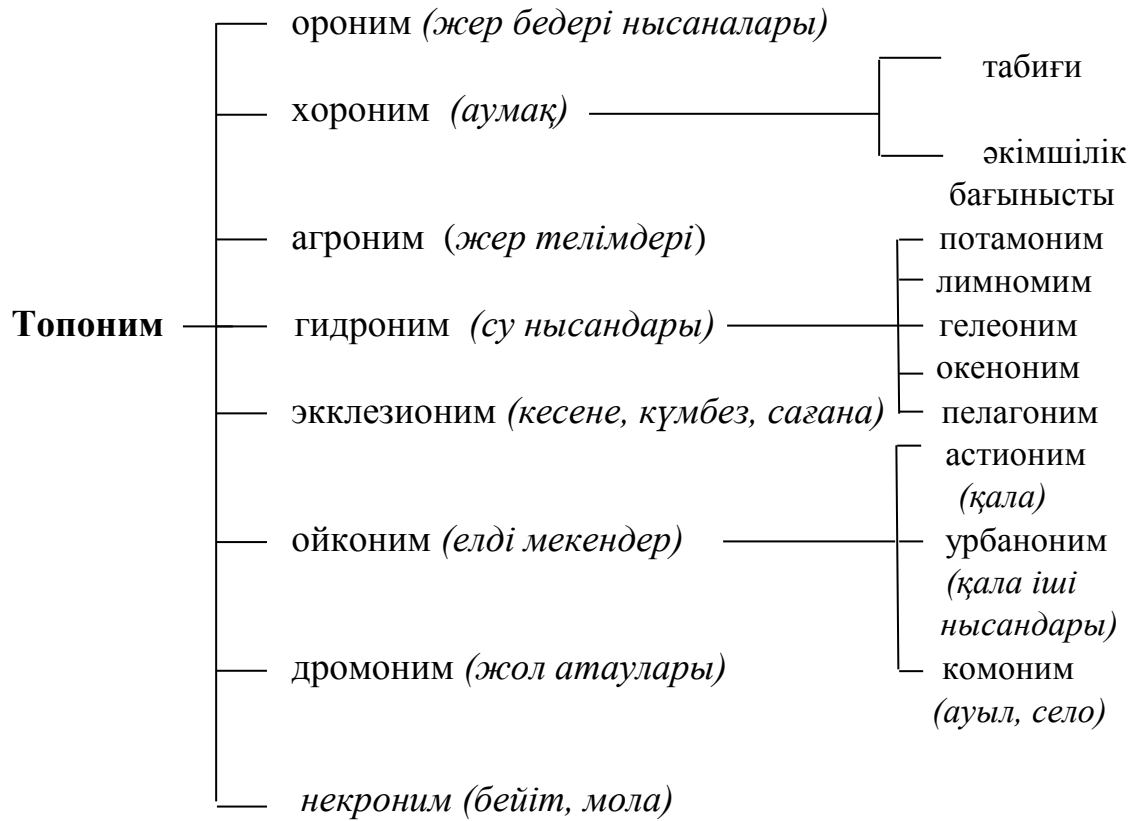 ороним (жер бедері нысаналары)
хороним (аумақ)
табиғи
әкімшілік
бағынысты
агроним (жер телімдері)
Топоним
гидроним (су нысандары)
потамоним
лимномим
гелеоним
океноним
пелагоним
экклезионим (кесене, күмбез, сағана)
ойконим (елді мекендер)
астионим
(қала)
урбаноним
(қала іші
нысандары)
комоним
(ауыл, село)
дромоним (жол атаулары)
некроним (бейіт, мола)